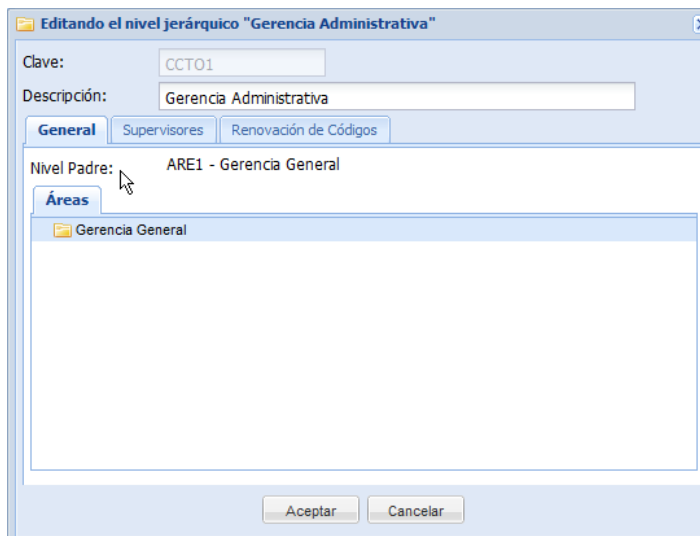 Editando el nivel jerárquico "Gerencia Administrativa"
Clave: CCTO1
Descripción: Gerencia Administrativa
General Supervisores Renovación de Códigos
Nivel Padre: ARE1 - Gerencia General
Áreas
Gerencia General
Aceptar Cancelar